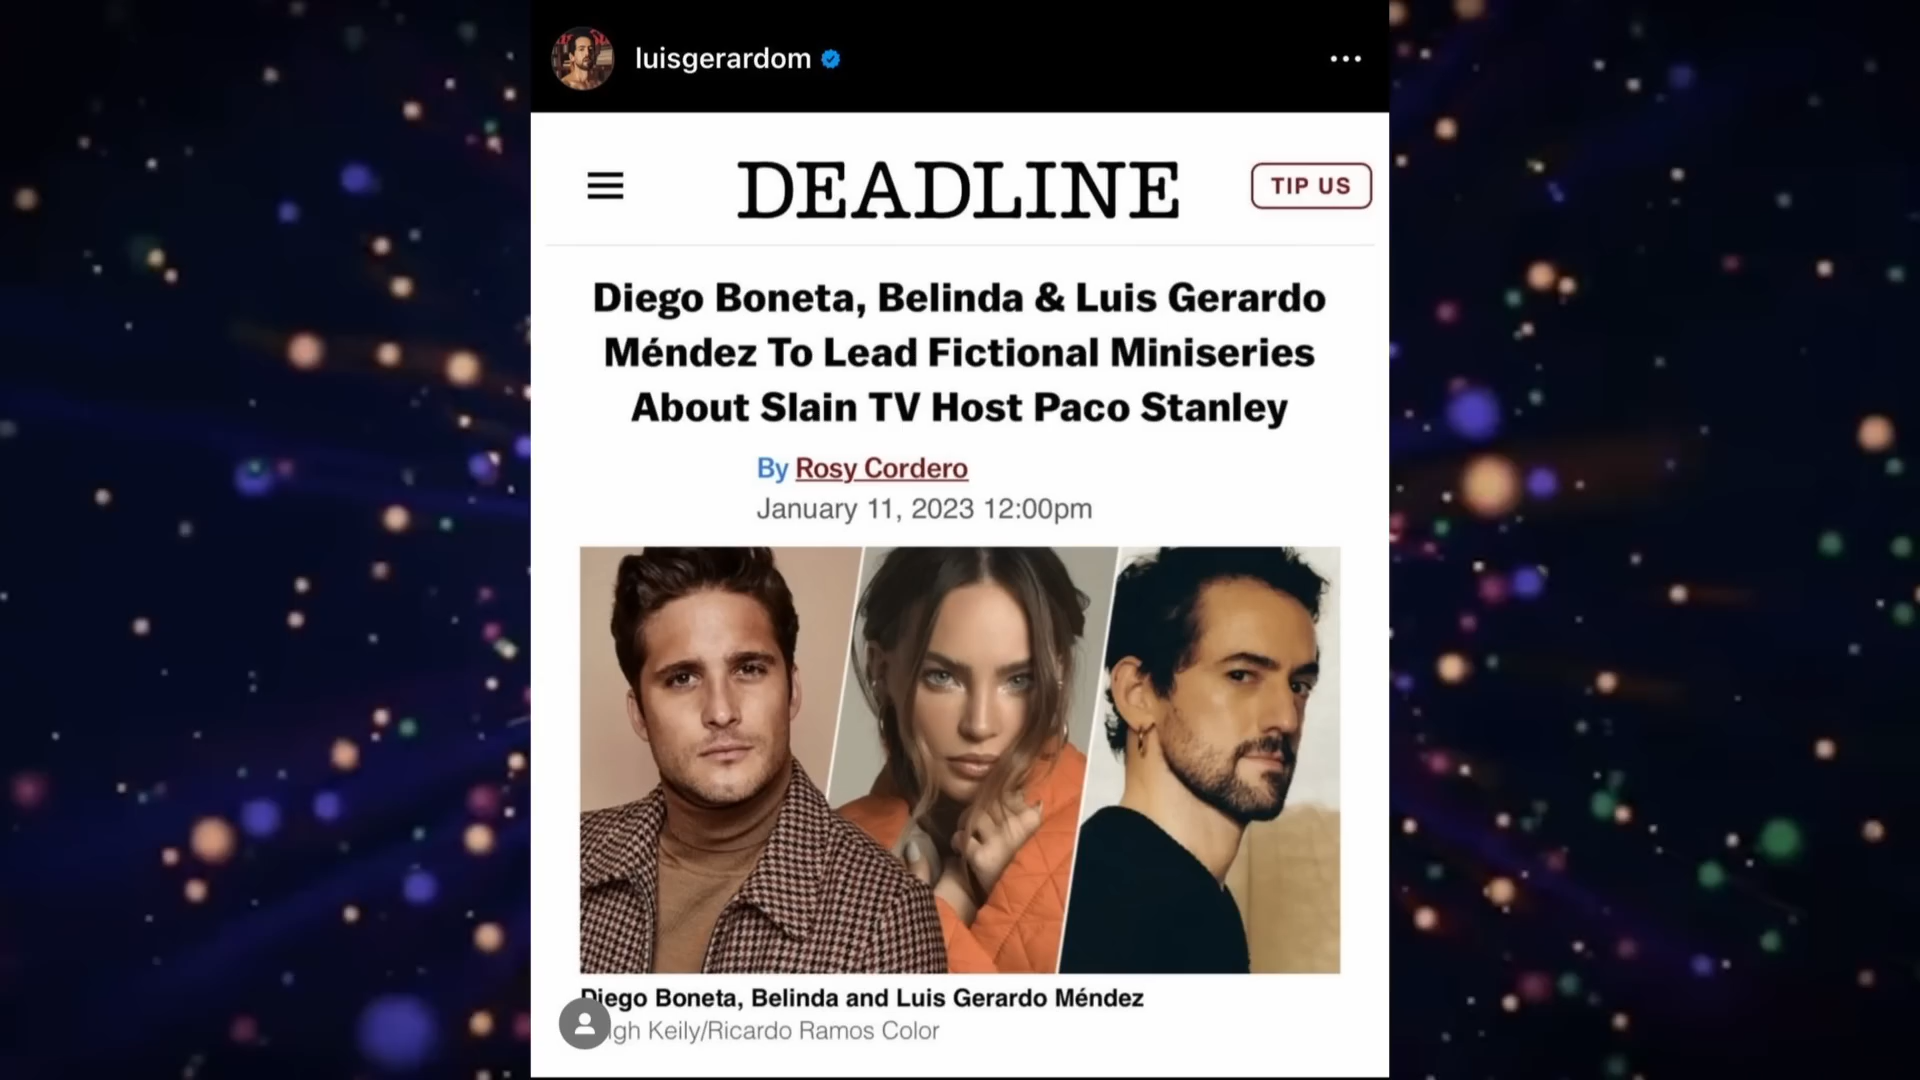 luisgerardom
DEADLINE
TIP US
Diego Boneta, Belinda & Luis Gerardo
Méndez To Lead Fictional Miniseries
About Slain TV Host Paco Stanley
By Rosy Cordero
January 11, 2023 12:00pm
Diego Boneta, Belinda and Luis Gerardo Méndez
Keily/Ricardo Ramos Color